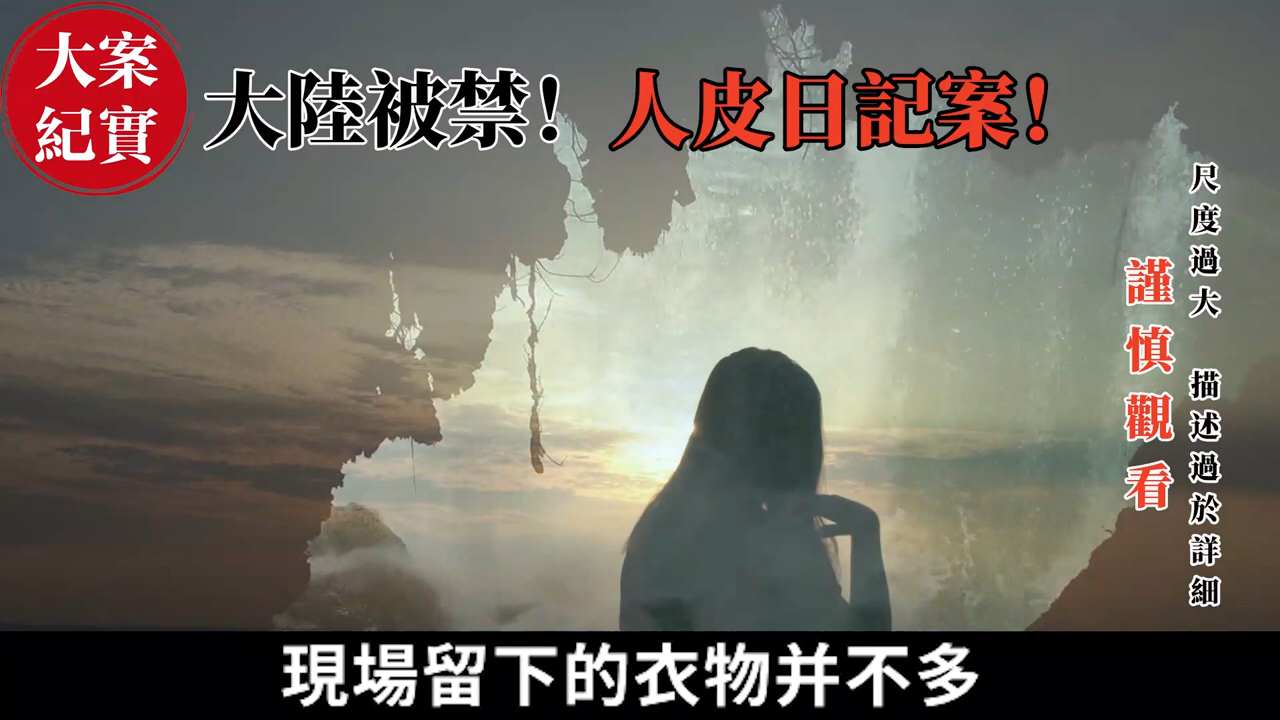 大案
紀實
大陸被禁！人皮日記案！
尺度過大 描述過於詳細
謹慎觀看
現場留下的衣物并不多